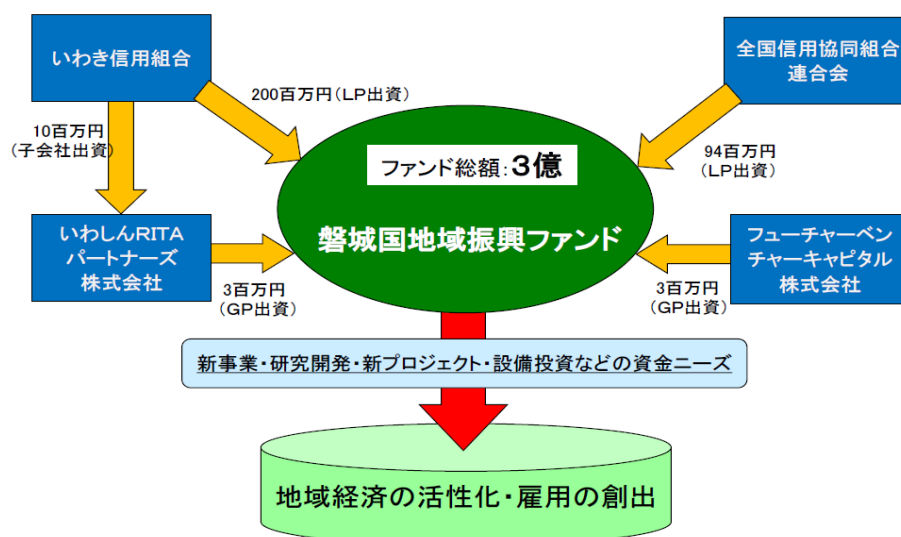 いわき信用組合
全国信用協同組合
連合会
200百万円(LP出資)
10百万円
(子会社出資)
94百万円
(LP出資)
ファンド総額:3億
磐城国地域振興ファンド
いわしんRITA
パートナーズ
株式会社
フューチャーベン
チャーキャピタル
株式会社
3百万円
(GP出資)
3百万円
(GP出資)
新事業・研究開発・新プロジェクト・設備投資などの資金ニーズ
地域経済の活性化・雇用の創出